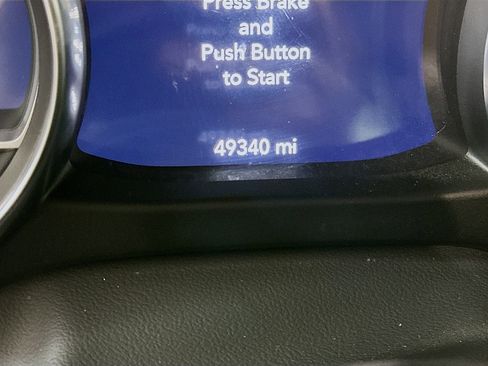 Press Brake
and
Push Button
to Start
49340 mi